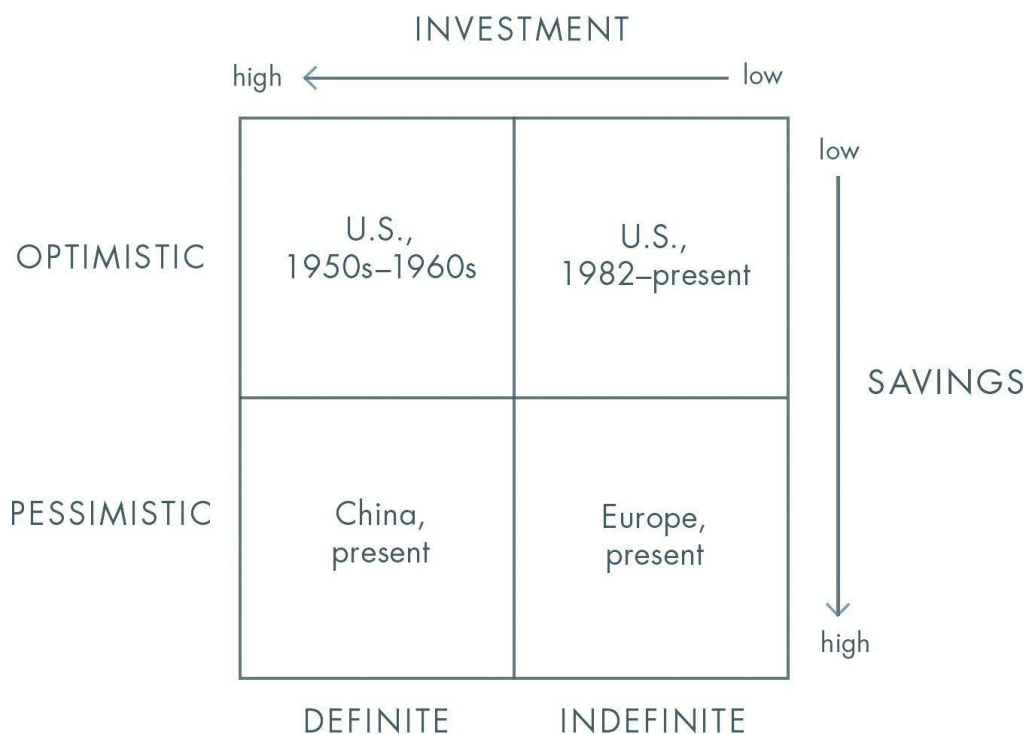 INVESTMENT
high
low
low
OPTIMISTIC
U.S.,
1950s–1960s
U.S.,
1982–present
SAVINGS
PESSIMISTIC
China,
present
Europe,
present
high
DEFINITE
INDEFINITE